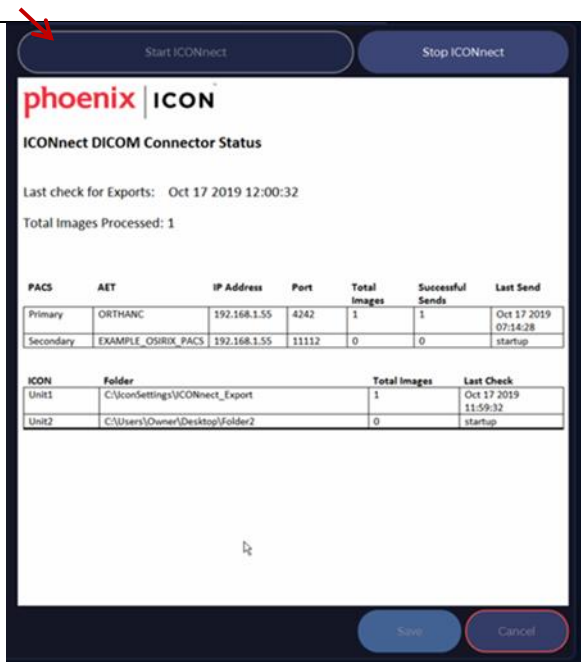 Start ICONnect Stop ICONnect
phoenix | ICON
ICONnect DICOM Connector Status
Last check for Exports: Oct 17 2019 12:00:32
Total Images Processed: 1
PACS AET IP Address Port Total Images Successful Sends Last Send
Primary ORTHANC 192.168.1.55 4242 1 1 Oct 17 2019 07:14:28
Secondary EXAMPLE_OSIRIX_PACS 192.168.1.55 11112 0 0 startup
ICON Folder Total Images Last Check
Unit1 C:\IconSettings\ICONnect_Export 1 Oct 17 2019 11:59:32
Unit2 C:\Users\Owner\Desktop\Folder2 0 startup
Save Cancel